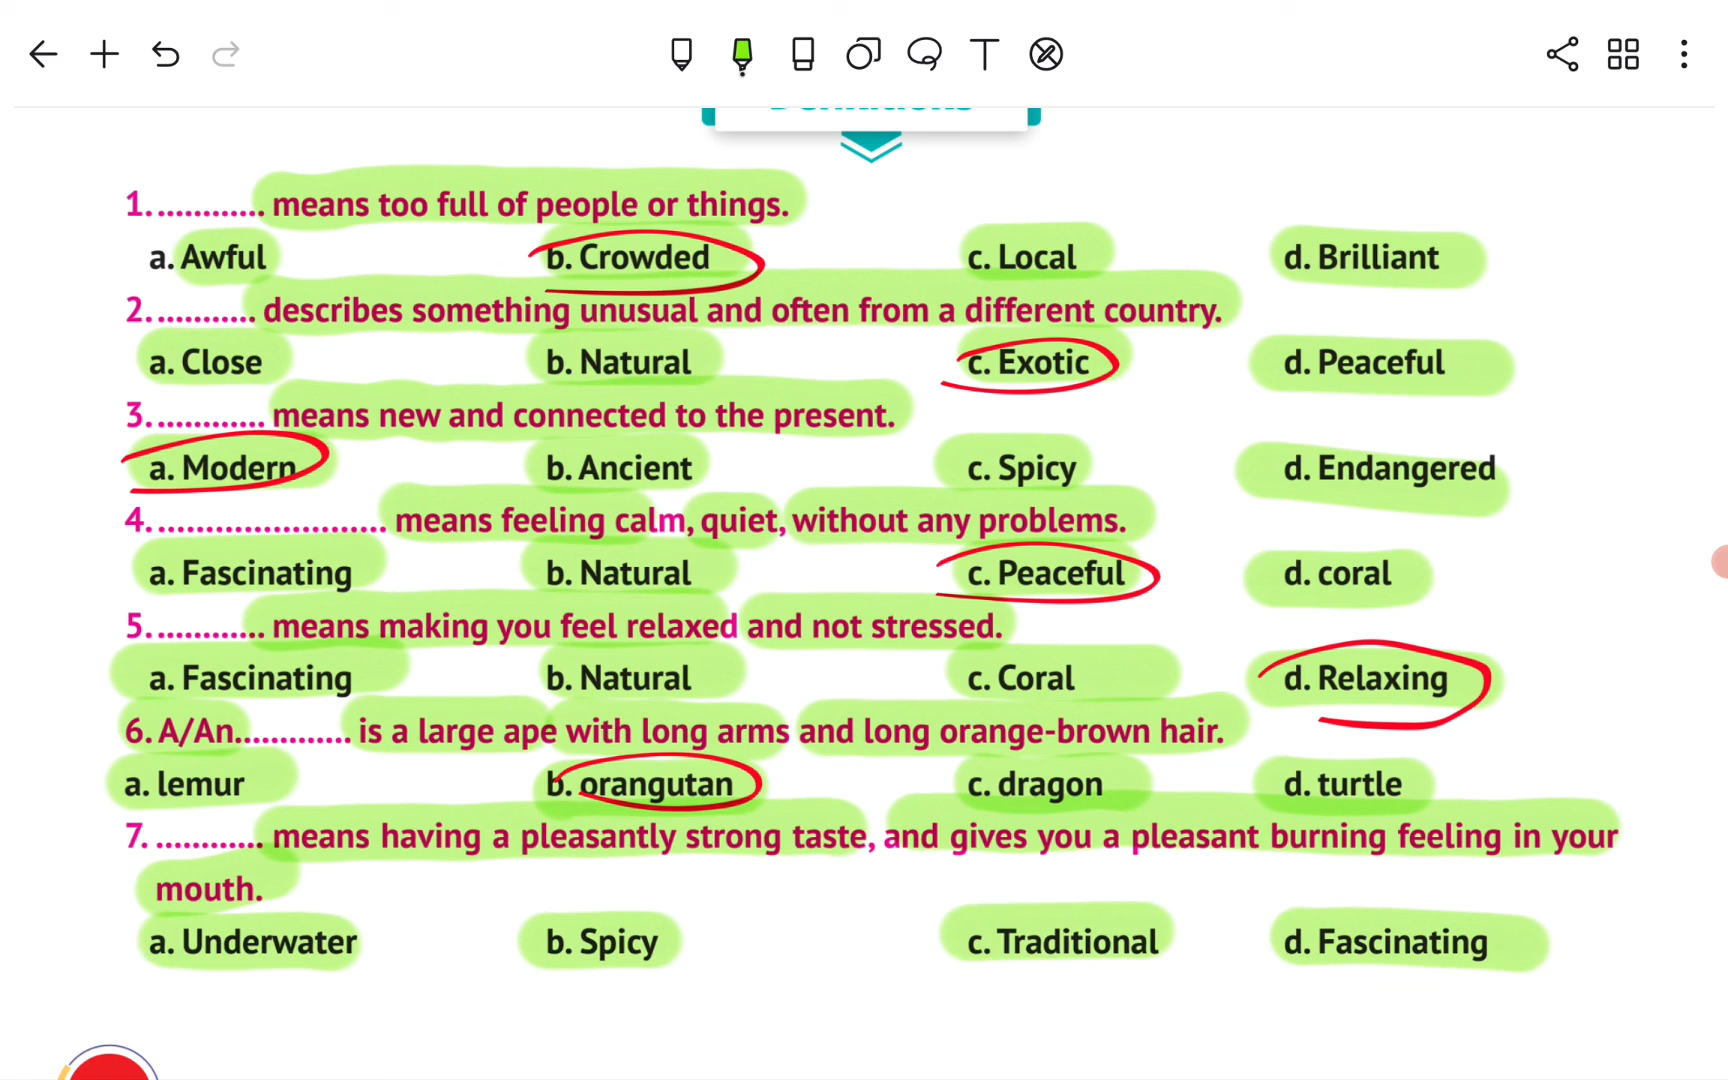 1. ............ means too full of people or things.
a. Awful b. Crowded c. Local d. Brilliant
2. ........... describes something unusual and often from a different country.
a. Close b. Natural c. Exotic d. Peaceful
3. ............ means new and connected to the present.
a. Modern b. Ancient c. Spicy d. Endangered
4. ......................... means feeling calm, quiet, without any problems.
a. Fascinating b. Natural c. Peaceful d. coral
5. ............ means making you feel relaxed and not stressed.
a. Fascinating b. Natural c. Coral d. Relaxing
6. A/An............. is a large ape with long arms and long orange-brown hair.
a. lemur b. orangutan c. dragon d. turtle
7. ............ means having a pleasantly strong taste, and gives you a pleasant burning feeling in your
mouth.
a. Underwater b. Spicy c. Traditional d. Fascinating